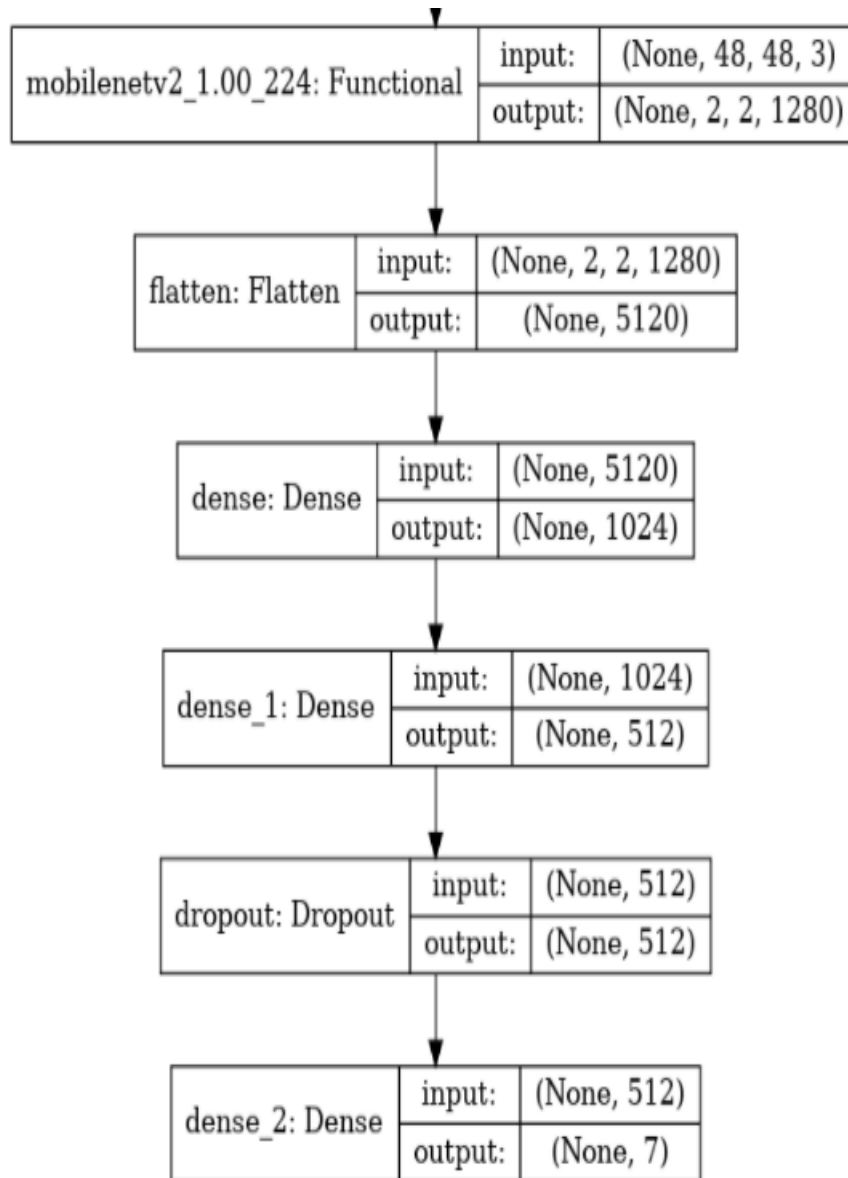 mobilenetv2_1.00_224: Functional
input: (None, 48, 48, 3)
output: (None, 2, 2, 1280)
flatten: Flatten
input: (None, 2, 2, 1280)
output: (None, 5120)
dense: Dense
input: (None, 5120)
output: (None, 1024)
dense_1: Dense
input: (None, 1024)
output: (None, 512)
dropout: Dropout
input: (None, 512)
output: (None, 512)
dense_2: Dense
input: (None, 512)
output: (None, 7)